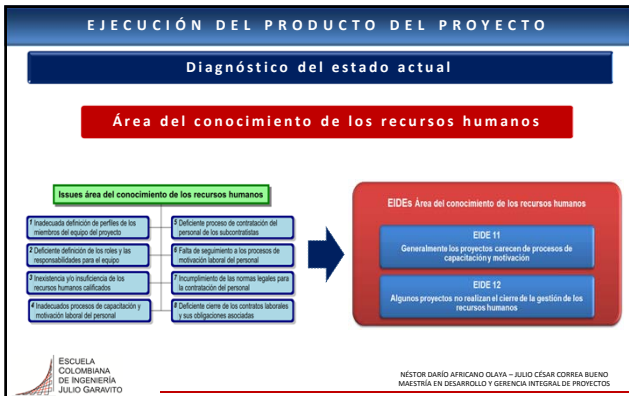 EJECUCIÓN DEL PRODUCTO DEL PROYECTO
Diagnóstico del estado actual
Área del conocimiento de los recursos humanos
Issues área del conocimiento de los recursos humanos
1 Inadecuada definición de perfiles de los
miembros del equipo del proyecto
2 Deficiente definición de los roles y las
responsabilidades para el equipo
3 Inexistencia y/o insuficiencia de los
recursos humanos calificados
4 Inadecuados procesos de capacitación y
motivación laboral del personal
5 Deficiente proceso de contratación del
personal de los subcontratistas
6 Falta de seguimiento a los procesos de
motivación laboral del personal
7 Incumplimiento de las normas legales para
la contratación del personal
8 Deficiente cierre de los contratos laborales
y sus obligaciones asociadas
EIDEs Área del conocimiento de los recursos humanos
EIDE 11
Generalmente los proyectos carecen de procesos de
capacitación y motivación
EIDE 12
Algunos proyectos no realizan el cierre de la gestión de los
recursos humanos
ESCUELA
COLOMBIANA
DE INGENIERÍA
JULIO GARAVITO
NÉSTOR DARÍO AFRICANO OLAYA – JULIO CÉSAR CORREA BUENO
MAESTRÍA EN DESARROLLO Y GERENCIA INTEGRAL DE PROYECTOS